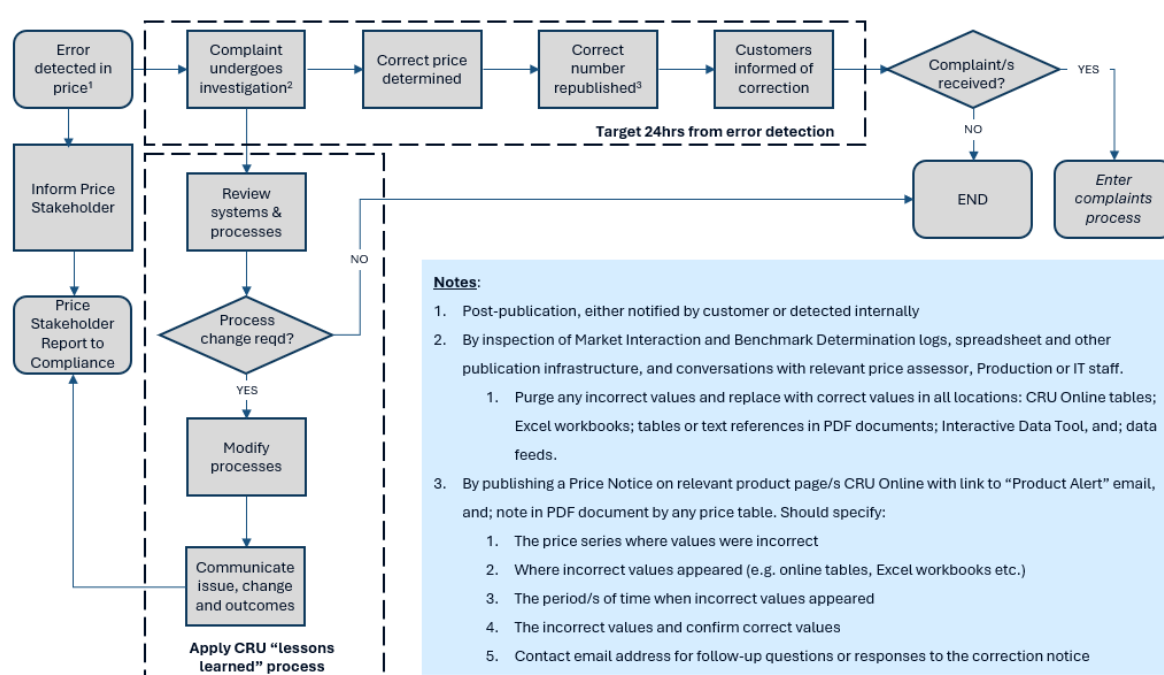 Error
detected in
price¹
Complaint
undergoes
investigation²
Correct price
determined
Correct
number
republished³
Customers
informed of
correction
Complaint/s
received?
YES
Target 24hrs from error detection
NO
Inform Price
Stakeholder
Review
systems &
processes
END
Enter
complaints
process
NO
Price
Stakeholder
Report to
Compliance
Process
change reqd?
YES
Modify
processes
Communicate
issue, change
and outcomes
Apply CRU “lessons
learned” process
Notes:
1. Post-publication, either notified by customer or detected internally
2. By inspection of Market Interaction and Benchmark Determination logs, spreadsheet and other
publication infrastructure, and conversations with relevant price assessor, Production or IT staff.
1. Purge any incorrect values and replace with correct values in all locations: CRU Online tables;
Excel workbooks; tables or text references in PDF documents; Interactive Data Tool, and; data
feeds.
3. By publishing a Price Notice on relevant product page/s CRU Online with link to “Product Alert” email,
and; note in PDF document by any price table. Should specify:
1. The price series where values were incorrect
2. Where incorrect values appeared (e.g. online tables, Excel workbooks etc.)
3. The period/s of time when incorrect values appeared
4. The incorrect values and confirm correct values
5. Contact email address for follow-up questions or responses to the correction notice